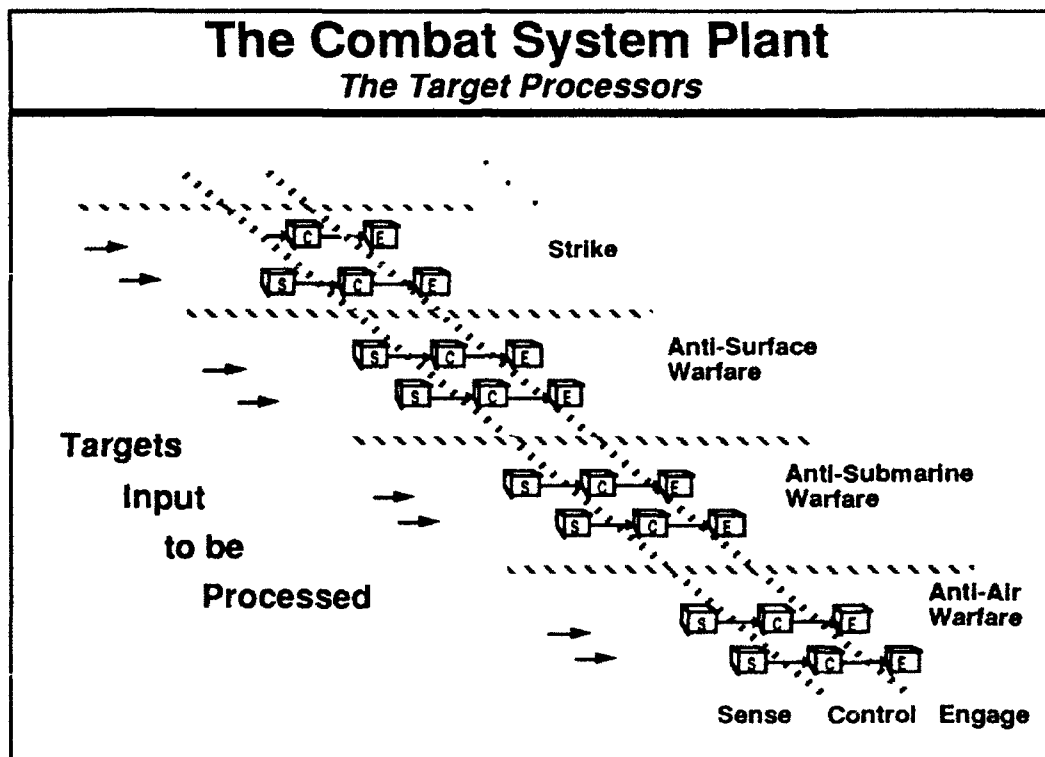 The Combat System Plant
The Target Processors
C E
Strike
S C E
S C E
Anti-Surface
Warfare
S C E
Targets
Input
to be
Processed
S C E
Anti-Submarine
Warfare
S C E
Anti-Air
Warfare
S C E
S C E
Sense Control Engage